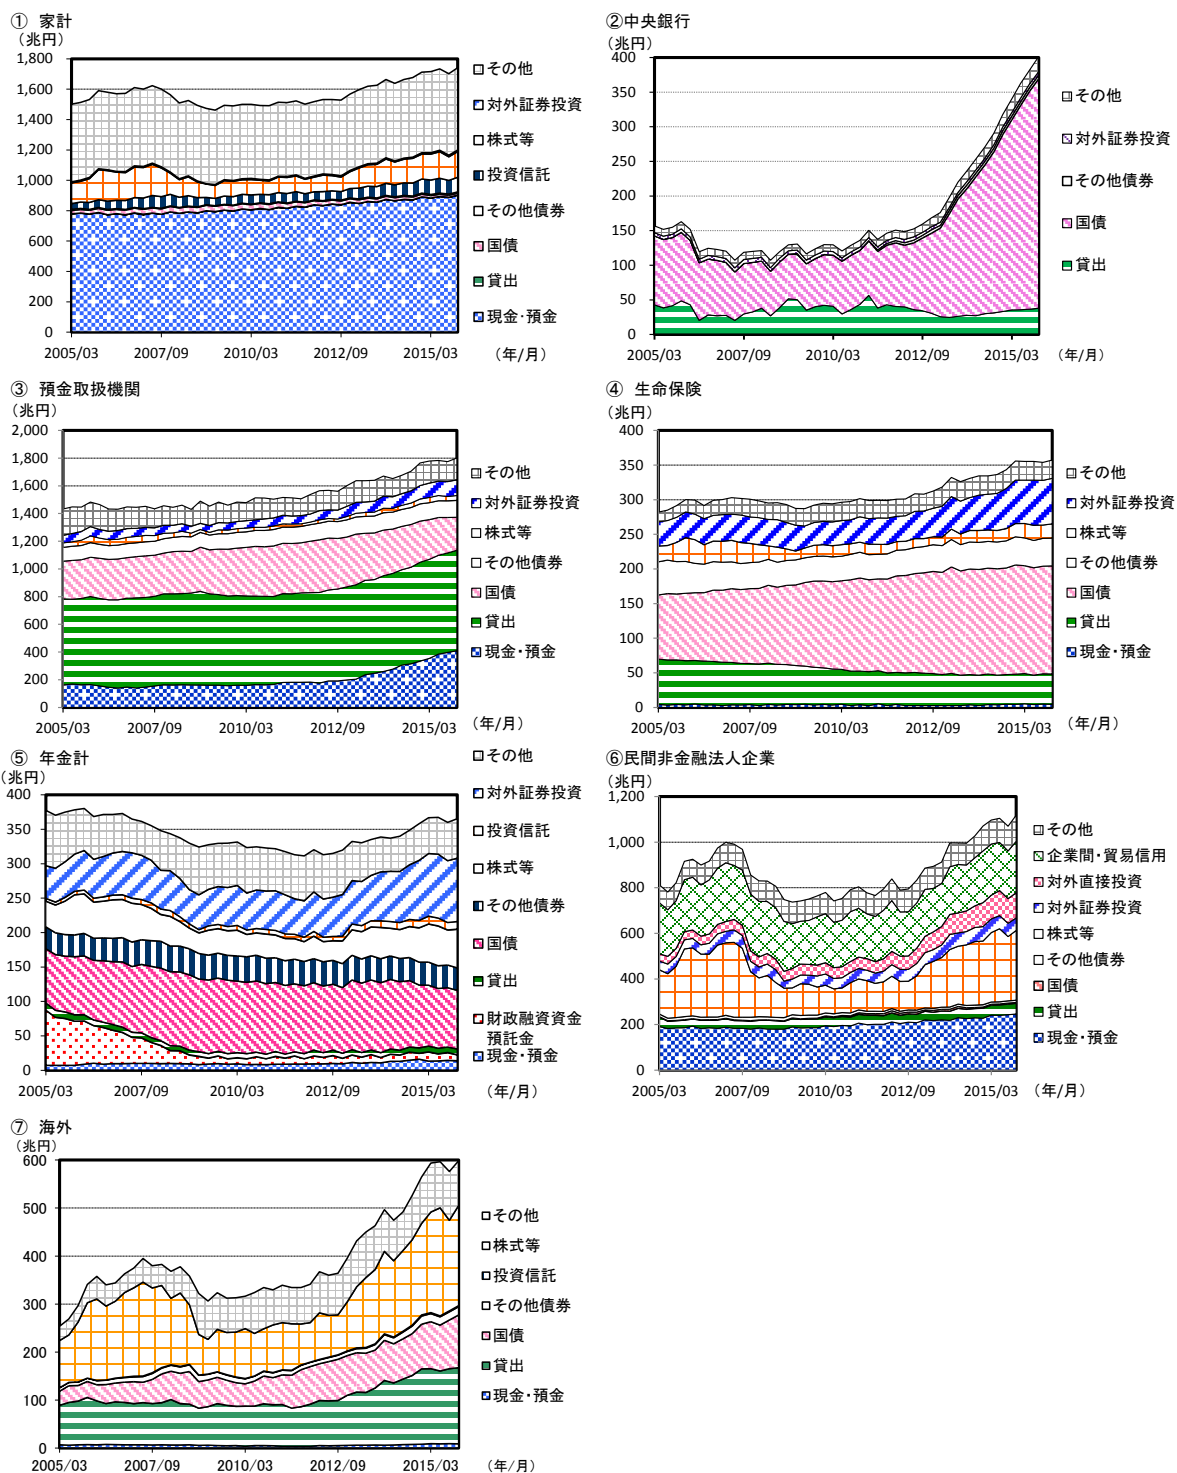 ① 家計
（兆円）
1,800
1,600
1,400
1,200
1,000
800
600
400
200
0
2005/03 2007/09 2010/03 2012/09 2015/03 （年/月）
その他
対外証券投資
株式等
投資信託
その他債券
国債
貸出
現金・預金
②中央銀行
（兆円）
400
350
300
250
200
150
100
50
0
2005/03 2007/09 2010/03 2012/09 2015/03 （年/月）
その他
対外証券投資
その他債券
国債
貸出
③ 預金取扱機関
（兆円）
2,000
1,800
1,600
1,400
1,200
1,000
800
600
400
200
0
2005/03 2007/09 2010/03 2012/09 2015/03 （年/月）
その他
対外証券投資
株式等
その他債券
国債
貸出
現金・預金
④ 生命保険
（兆円）
400
350
300
250
200
150
100
50
0
2005/03 2007/09 2010/03 2012/09 2015/03 （年/月）
その他
対外証券投資
株式等
その他債券
国債
貸出
現金・預金
⑤ 年金計
（兆円）
400
350
300
250
200
150
100
50
0
2005/03 2007/09 2010/03 2012/09 2015/03 （年/月）
その他
対外証券投資
投資信託
株式等
その他債券
国債
貸出
財政融資資金
預託金
現金・預金
⑥民間非金融法人企業
（兆円）
1,200
1,000
800
600
400
200
0
2005/03 2007/09 2010/03 2012/09 2015/03 （年/月）
その他
企業間・貿易信用
対外直接投資
対外証券投資
株式等
その他債券
国債
貸出
現金・預金
⑦ 海外
（兆円）
600
500
400
300
200
100
0
2005/03 2007/09 2010/03 2012/09 2015/03 （年/月）
その他
株式等
投資信託
その他債券
国債
貸出
現金・預金